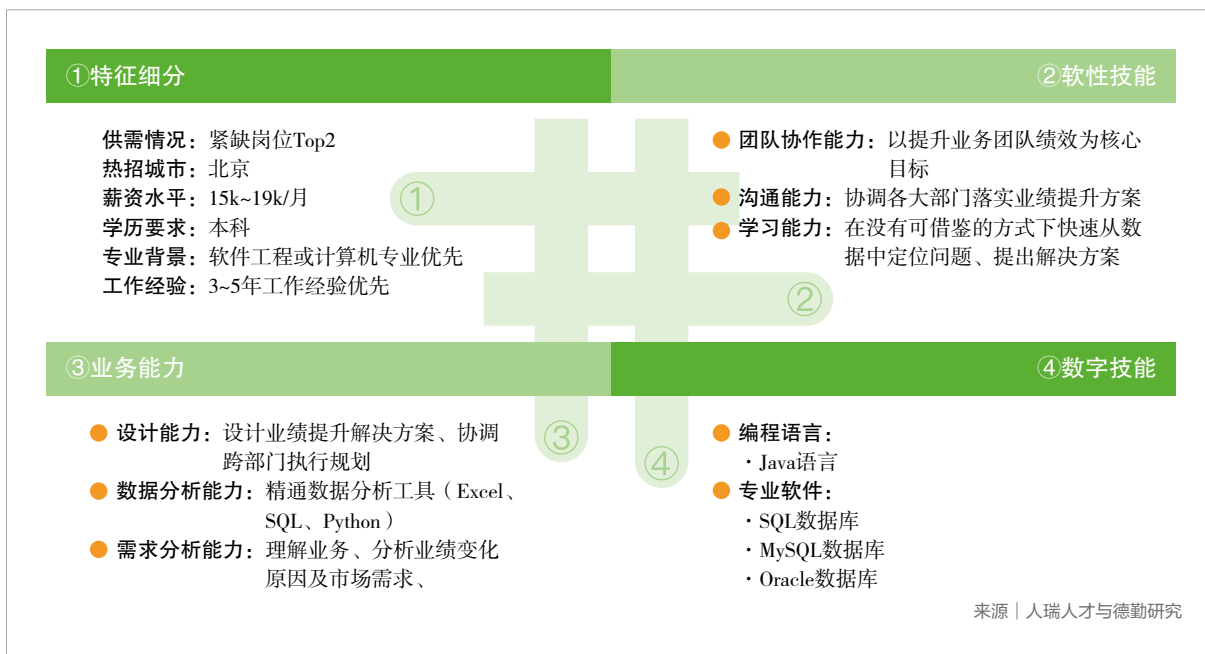 ①特征细分
②软性技能
供需情况：紧缺岗位Top2
热招城市：北京
薪资水平：15k~19k/月
学历要求：本科
专业背景：软件工程或计算机专业优先
工作经验：3~5年工作经验优先
①
团队协作能力：以提升业务团队绩效为核心
目标
沟通能力：协调各大部门落实业绩提升方案
学习能力：在没有可借鉴的方式下快速从数
据中定位问题、提出解决方案
②
③业务能力
④数字技能
设计能力：设计业绩提升解决方案、协调
跨部门执行规划
数据分析能力：精通数据分析工具（Excel、
SQL、Python）
需求分析能力：理解业务、分析业绩变化
原因及市场需求、
③
④
编程语言：
·Java语言
专业软件：
·SQL数据库
·MySQL数据库
·Oracle数据库
来源｜人瑞人才与德勤研究